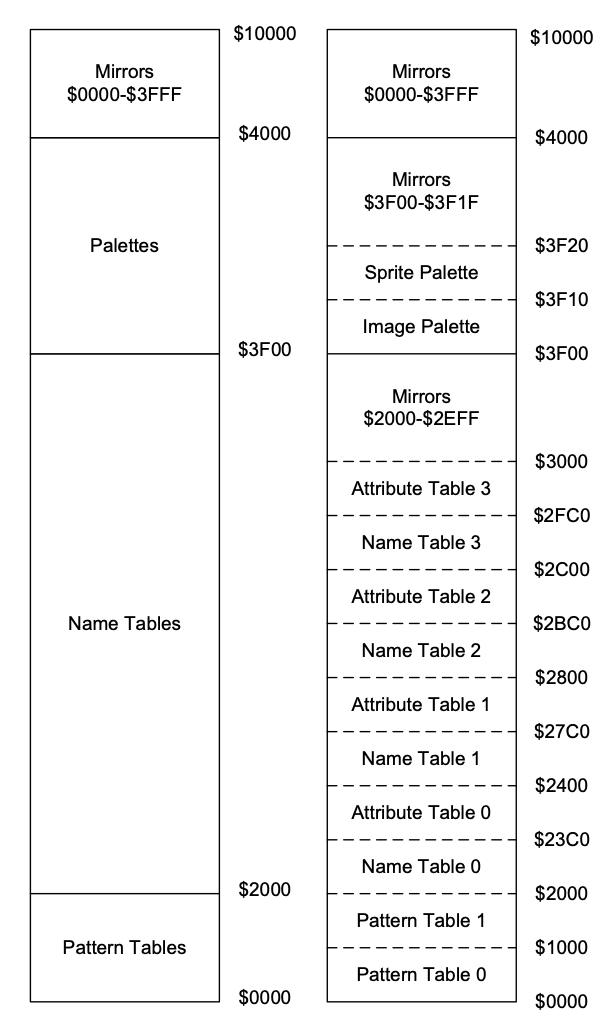 $10000
Mirrors
$0000-$3FFF
$4000
Palettes
$3F00
Name Tables
$2000
Pattern Tables
$0000
$10000
Mirrors
$0000-$3FFF
$4000
Mirrors
$3F00-$3F1F
$3F20
Sprite Palette
$3F10
Image Palette
$3F00
Mirrors
$2000-$2EFF
$3000
Attribute Table 3
$2FC0
Name Table 3
$2C00
Attribute Table 2
$2BC0
Name Table 2
$2800
Attribute Table 1
$27C0
Name Table 1
$2400
Attribute Table 0
$23C0
Name Table 0
$2000
Pattern Table 1
$1000
Pattern Table 0
$0000